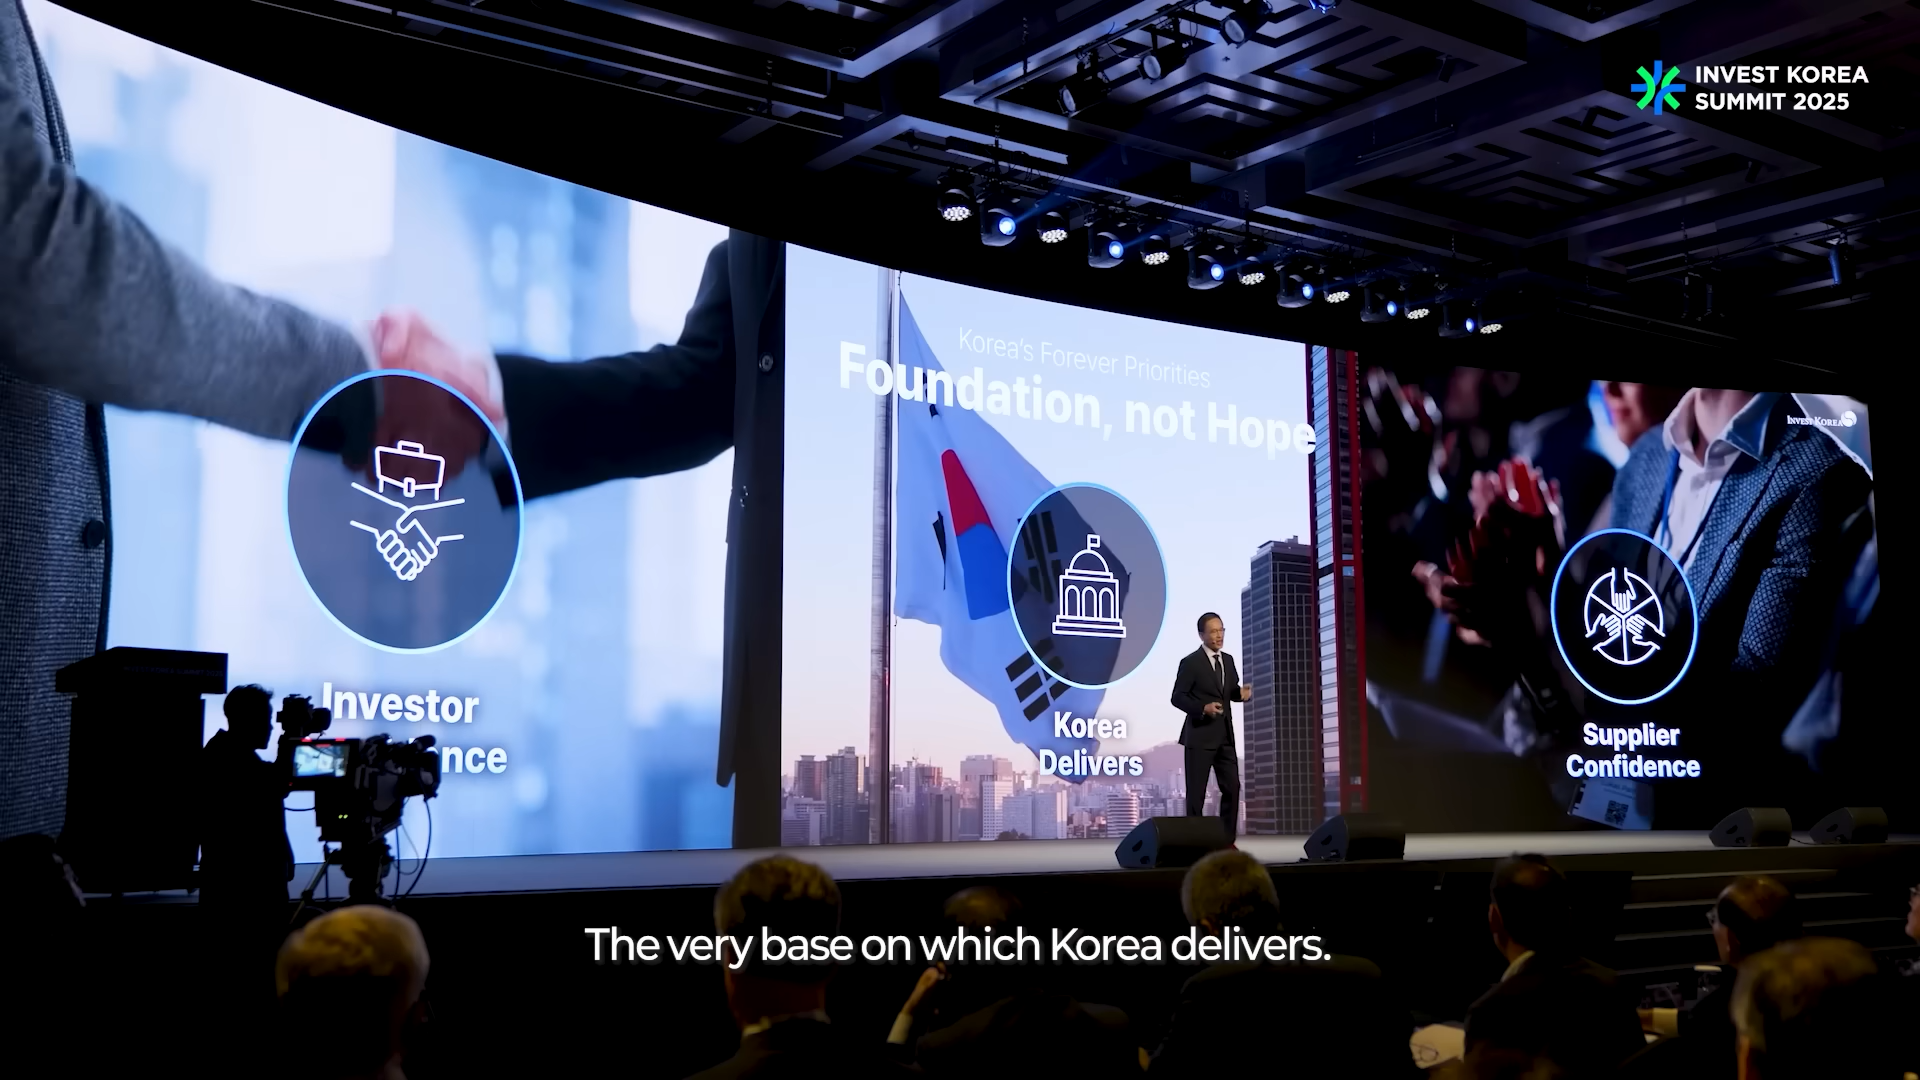 INVEST KOREA
SUMMIT 2025
Korea's Forever Priorities
Foundation, not Hope
INVEST KOREA
Investor
Korea
Delivers
Supplier
Confidence
The very base on which Korea delivers.